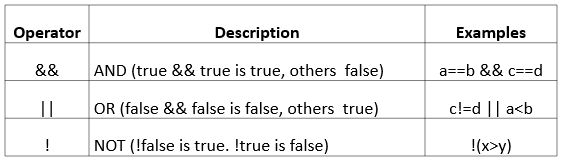 Operator Description Examples
&& AND (true && true is true, others false) a==b && c==d
|| OR (false && false is false, others true) c!=d || a<b
! NOT (!false is true. !true is false) !(x>y)